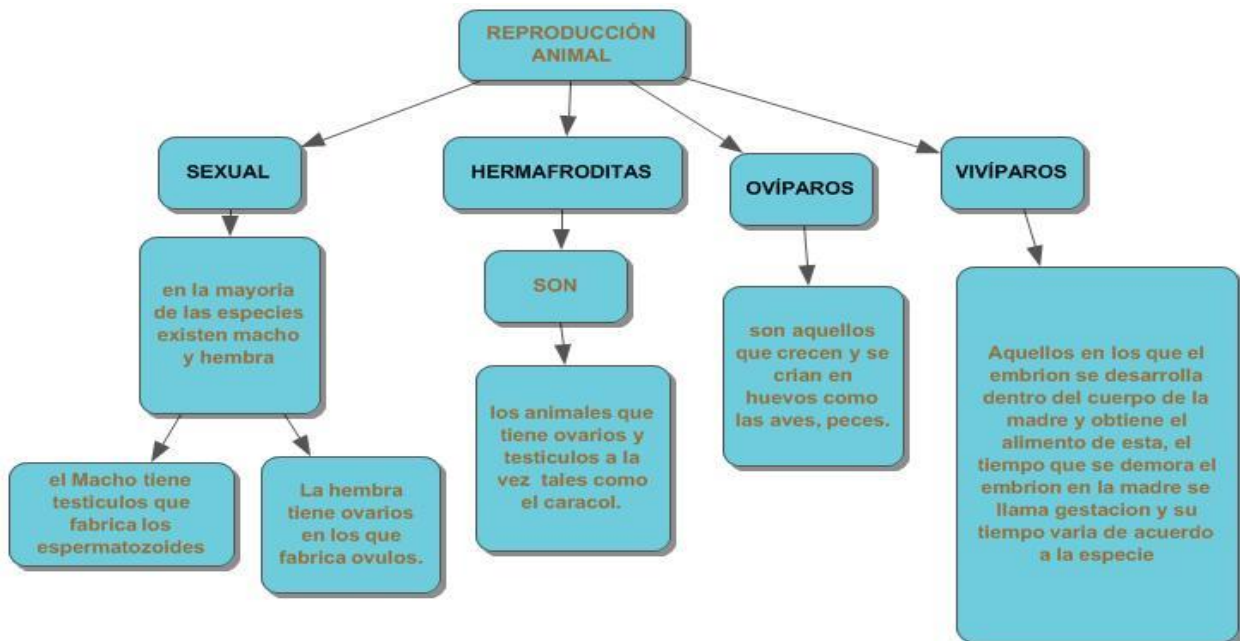 REPRODUCCIÓN
ANIMAL
SEXUAL
HERMAFRODITAS
OVÍPAROS
VIVÍPAROS
en la mayoria
de las especies
existen macho
y hembra
SON
son aquellos
que crecen y se
crian en
huevos como
las aves, peces.
Aquellos en los que el
embrion se desarrolla
dentro del cuerpo de la
madre y obtiene el
alimento de esta, el
tiempo que se demora el
embrion en la madre se
llama gestacion y su
tiempo varia de acuerdo
a la especie
los animales que
tiene ovarios y
testiculos a la
vez tales como
el caracol.
el Macho tiene
testiculos que
fabrica los
espermatozoides
La hembra
tiene ovarios
en los que
fabrica ovulos.